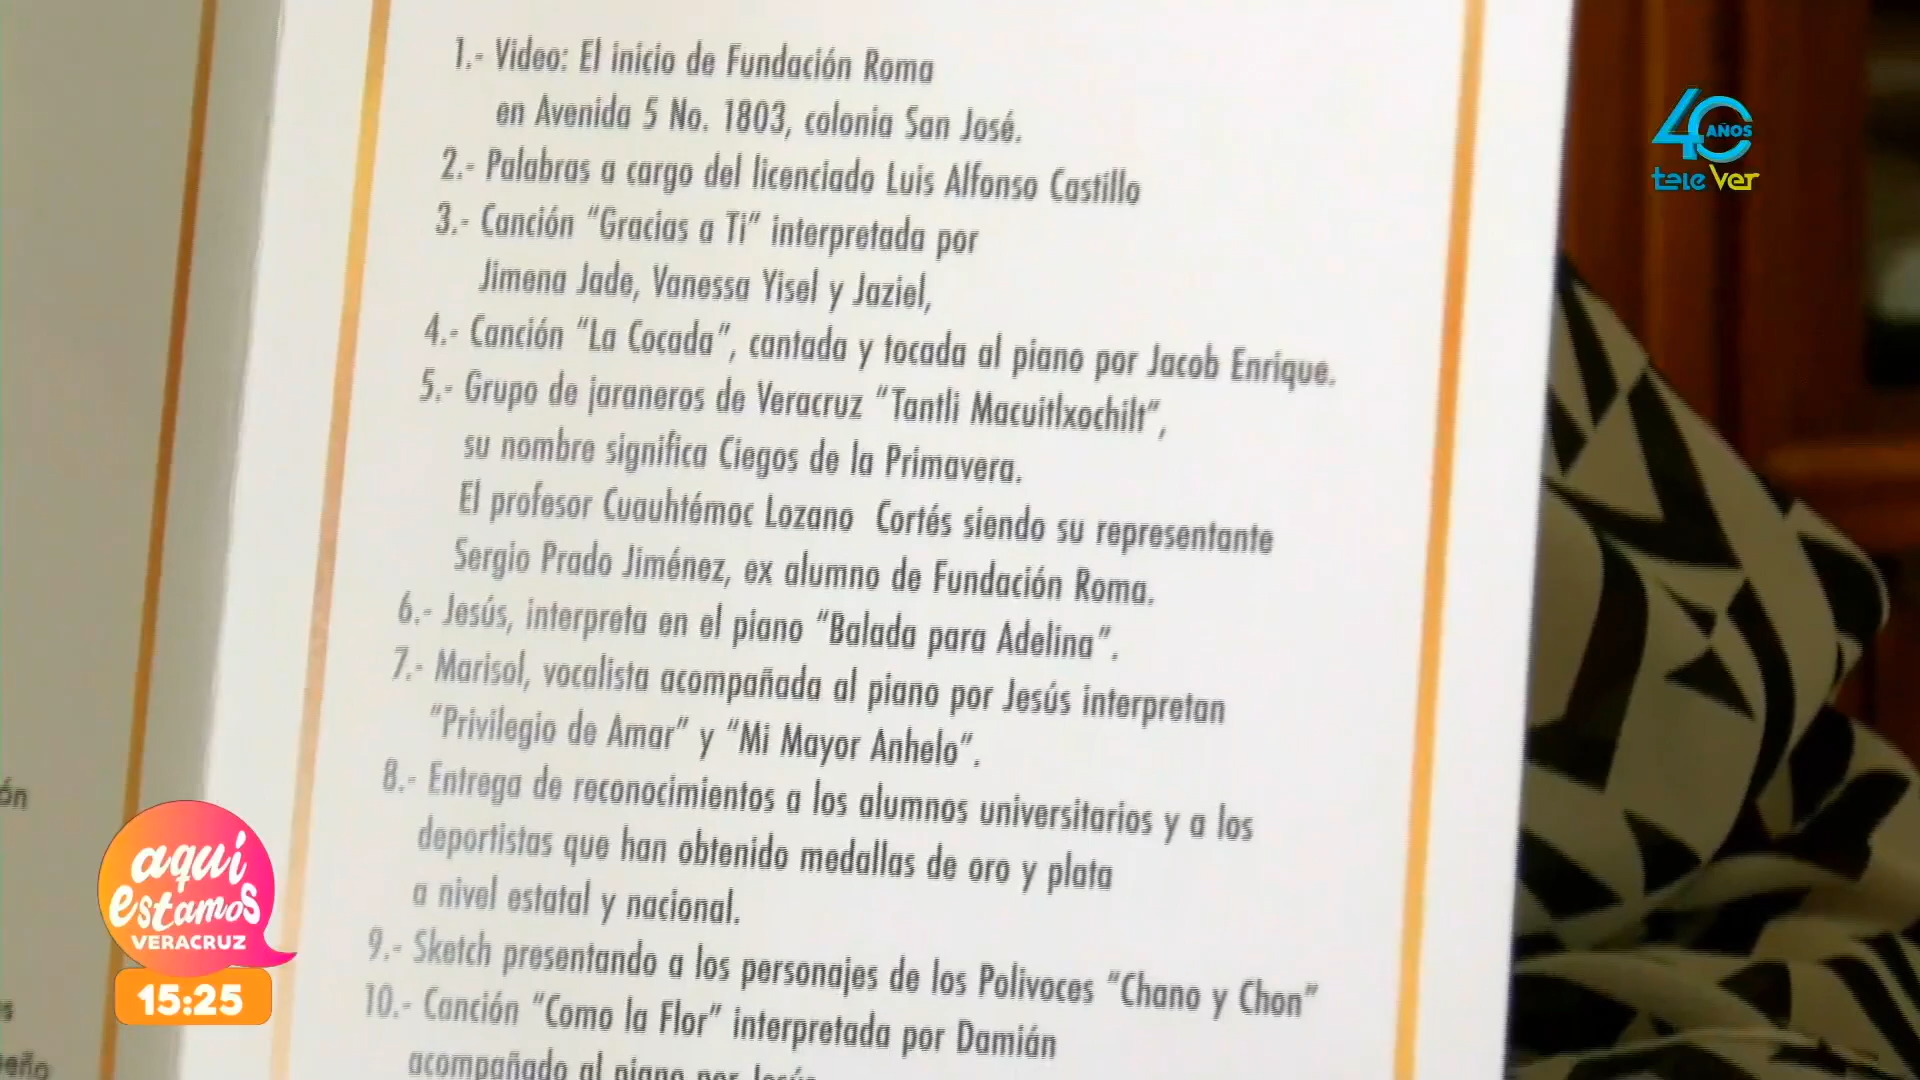 1.- Video: El inicio de Fundación Roma
en Avenida 5 No. 1803, colonia San José.
2.- Palabras a cargo del licenciado Luis Alfonso Castillo
3.- Canción "Gracias a Ti" interpretada por
Jimena Jade, Vanessa Yisel y Jaziel,
4.- Canción "La Cocada", cantada y tocada al piano por Jacob Enrique.
5.- Grupo de jaraneros de Veracruz "Tantli Macuitlxochilt",
su nombre significa Ciegos de la Primavera.
El profesor Cuauhtémoc Lozano Cortés siendo su representante
Sergio Prado Jiménez, ex alumno de Fundación Roma.
6.- Jesús, interpreta en el piano "Balada para Adelina".
7.- Marisol, vocalista acompañada al piano por Jesús interpretan
"Privilegio de Amar" y "Mi Mayor Anhelo".
8.- Entrega de reconocimientos a los alumnos universitarios y a los
deportistas que han obtenido medallas de oro y plata
a nivel estatal y nacional.
9.- Sketch presentando a los personajes de los Polivoces "Chano y Chon"
10.- Canción "Como la Flor" interpretada por Damián
acompañado al piano por Jesús
40 AÑOS
tele Ver
aquí
estamos
VERACRUZ
15:25